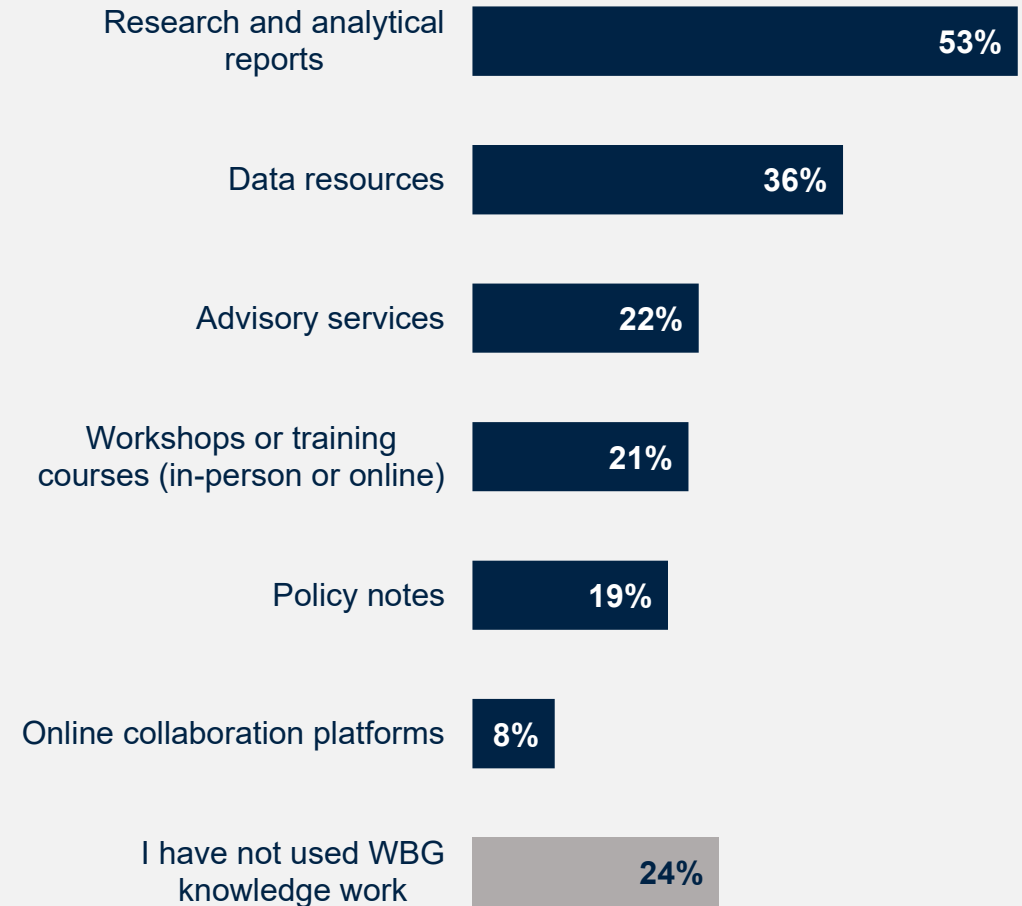 Research and analytical
reports
53%
Data resources
36%
Advisory services
22%
Workshops or training
courses (in-person or online)
21%
Policy notes
19%
Online collaboration platforms
8%
I have not used WBG
knowledge work
24%